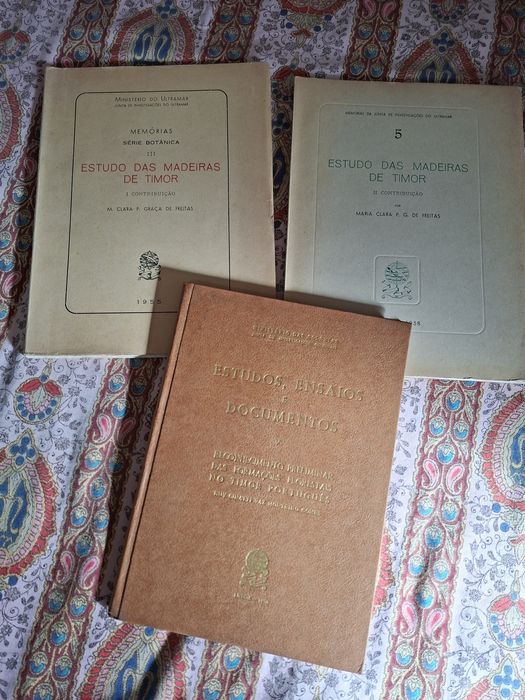 MINISTÉRIO DO ULTRAMAR
JUNTA DE INVESTIGAÇÕES DO ULTRAMAR
MEMÓRIAS
SÉRIE BOTÂNICA
III
ESTUDO DAS MADEIRAS
DE TIMOR
I CONTRIBUIÇÃO
M. CLARA P. GRAÇA DE FREITAS
1955
MEMÓRIAS DA JUNTA DE INVESTIGAÇÕES DO ULTRAMAR
5
ESTUDO DAS MADEIRAS
DE TIMOR
II CONTRIBUIÇÃO
POR
MARIA CLARA P. G. DE FREITAS
1958
ESTUDOS, ENSAIOS
E
DOCUMENTOS
RECONHECIMENTO PRELIMINAR
DAS FORMAÇÕES FLORESTAIS
NO TIMOR PORTUGUÊS